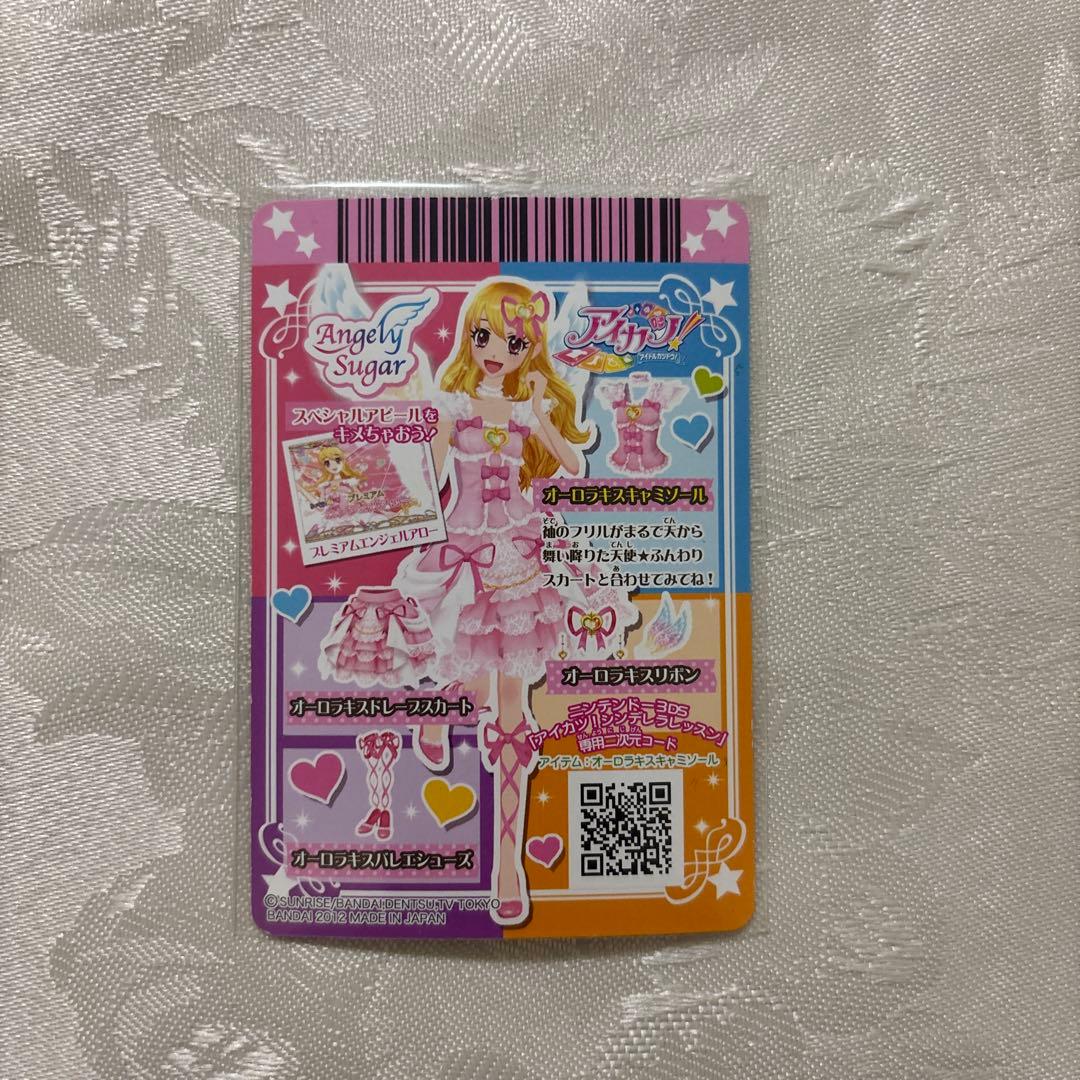 Angely
Sugar
アイカツ!
アイドルカツドウ!
スペシャルアピールを
キメちゃおう!
プレミアム
プレミアムエンジェルアロー
オーロラキスキャミソール
袖のフリルがまるで天から
舞い降りた天使★ふんわり
スカートと合わせてみてね!
オーロラキスドレープスカート
オーロラキスリボン
ニンテンドー3DS
「アイカツ!シンデレラレッスン」
専用二次元コード
アイテム:オーロラキスキャミソール
オーロラキスバレエシューズ
©SUNRISE/BANDAI,DENTSU,TV TOKYO
BANDAI 2012 MADE IN JAPAN